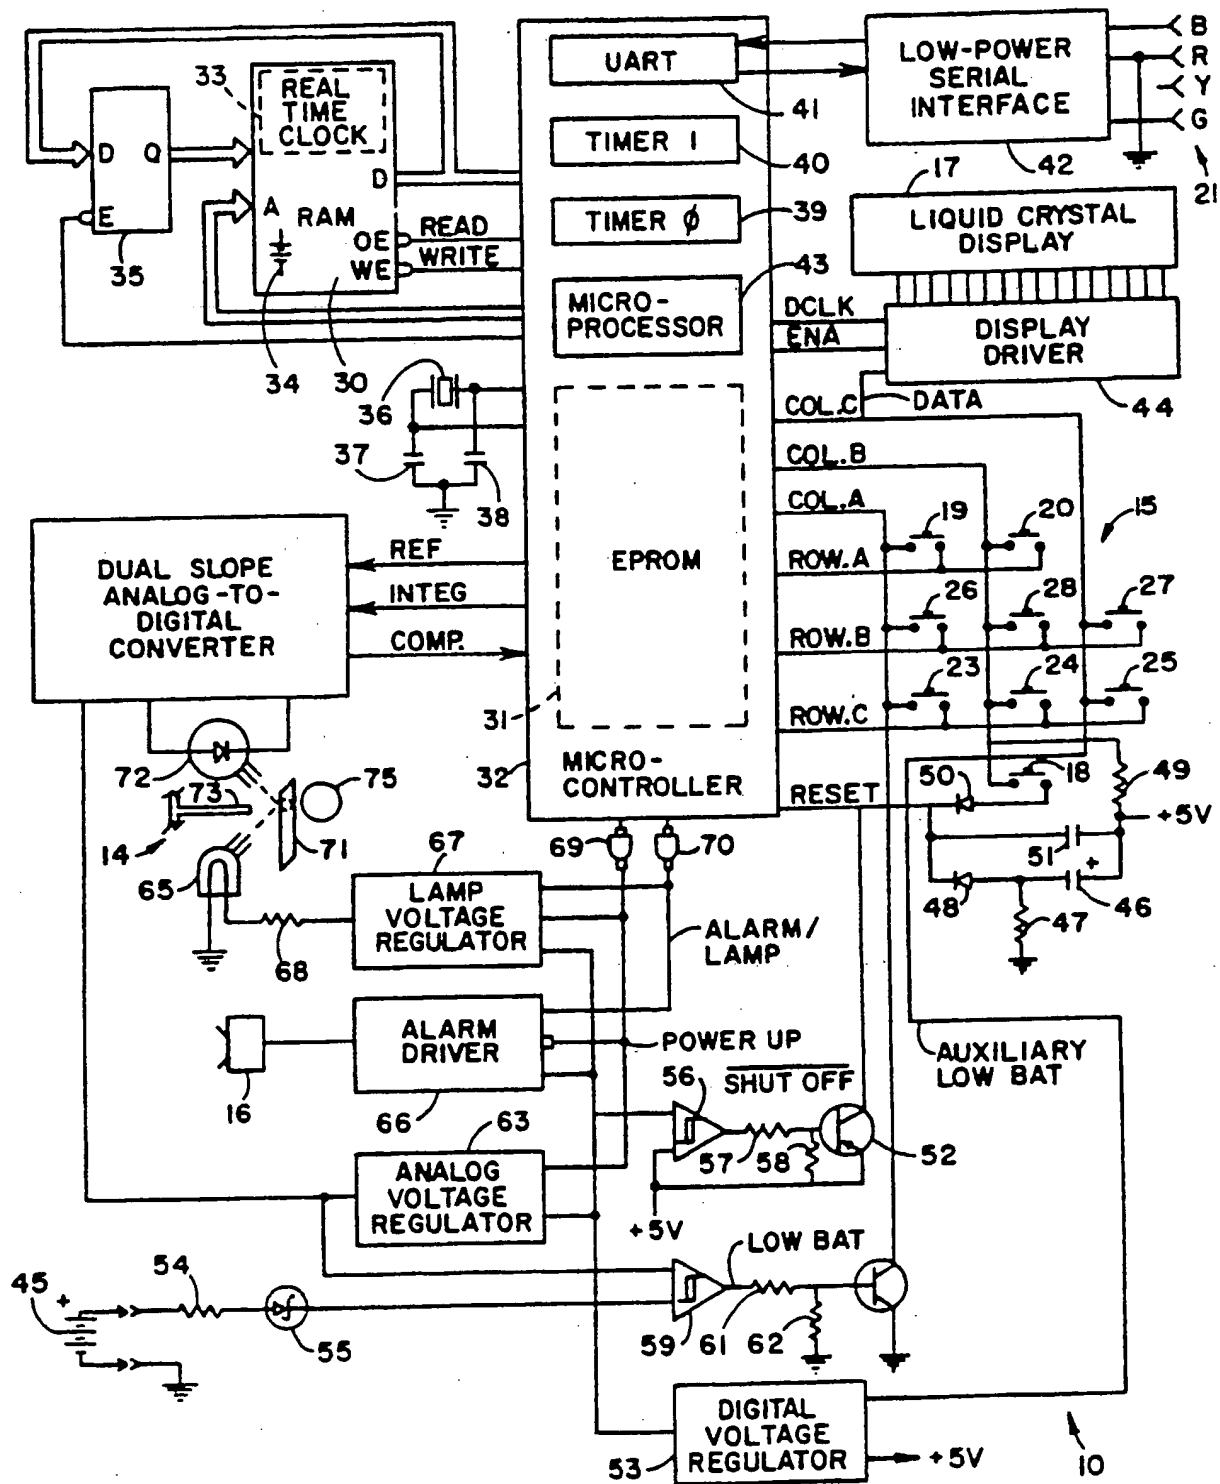 B
R
Y
G
21
UART
41
LOW-POWER
SERIAL
INTERFACE
42
33
REAL
TIME
CLOCK
D
Q
E
35
A
RAM
D
OE
READ
WE
WRITE
34
30
TIMER 1
40
TIMER Ø
39
43
MICRO-
PROCESSOR
17
LIQUID CRYSTAL
DISPLAY
DCLK
ENA
DISPLAY
DRIVER
44
COL.C
DATA
36
37
38
COL.B
COL.A
19
20
15
EPROM
ROW.A
26
28
27
ROW.B
23
24
25
ROW.C
DUAL SLOPE
ANALOG-TO-
DIGITAL
CONVERTER
REF
INTEG
COMP.
31
32
MICRO-
CONTROLLER
RESET
50
18
49
+5V
51
+
48
47
46
72
73
75
14
71
65
68
69
70
67
LAMP
VOLTAGE
REGULATOR
ALARM/
LAMP
ALARM
DRIVER
66
16
POWER UP
SHUT OFF
AUXILIARY
LOW BAT
56
57
58
52
+5V
63
ANALOG
VOLTAGE
REGULATOR
LOW BAT
45
+
54
55
59
61
62
DIGITAL
VOLTAGE
REGULATOR
53
+5V
10